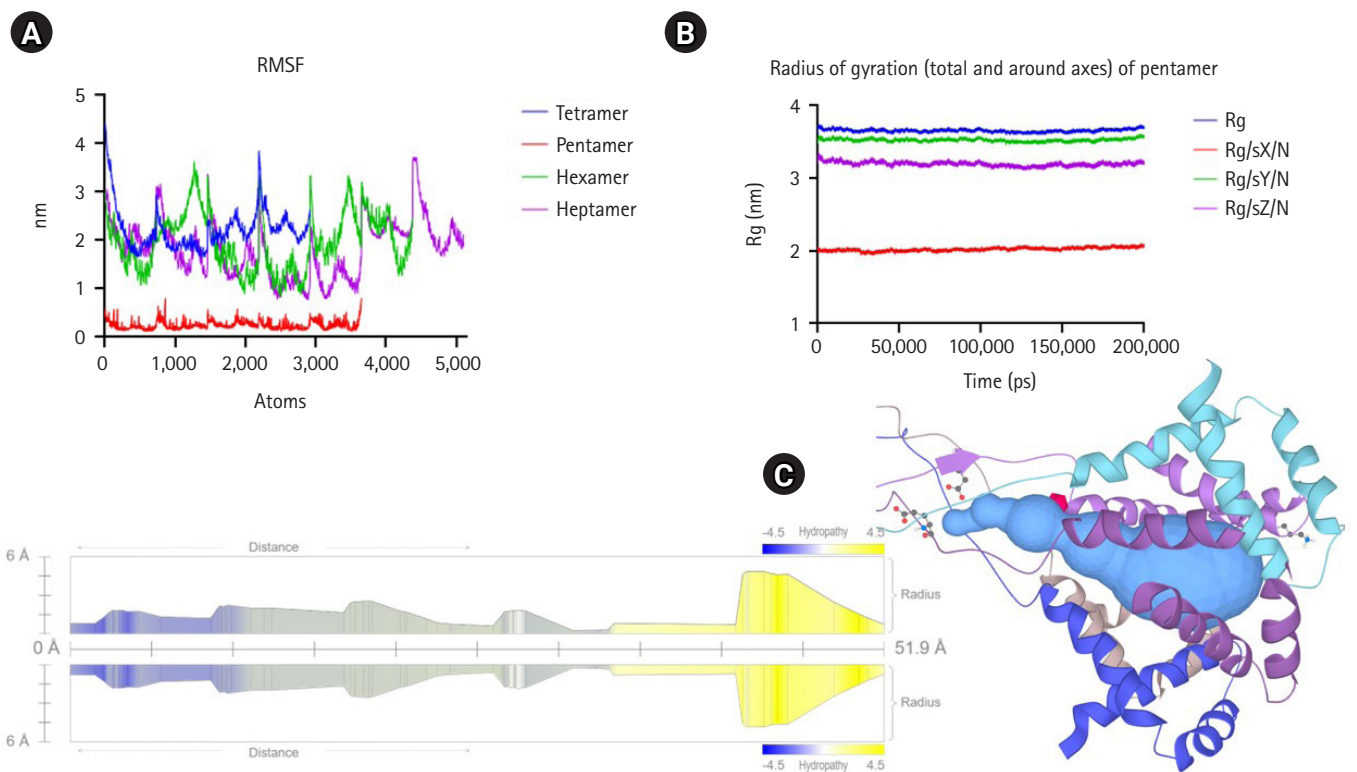 A
RMSF
5
4
3
2
1
0
nm
0 1,000 2,000 3,000 4,000 5,000
Atoms
Tetramer
Pentamer
Hexamer
Heptamer
B
Radius of gyration (total and around axes) of pentamer
4
3
2
1
Rg (nm)
0 50,000 100,000 150,000 200,000
Time (ps)
Rg
Rg/sX/N
Rg/sY/N
Rg/sZ/N
C
-4.5 Hydropathy 4.5
Distance
6 Å
Radius
0 Å 51.9 Å
Radius
6 Å
Distance
-4.5 Hydropathy 4.5